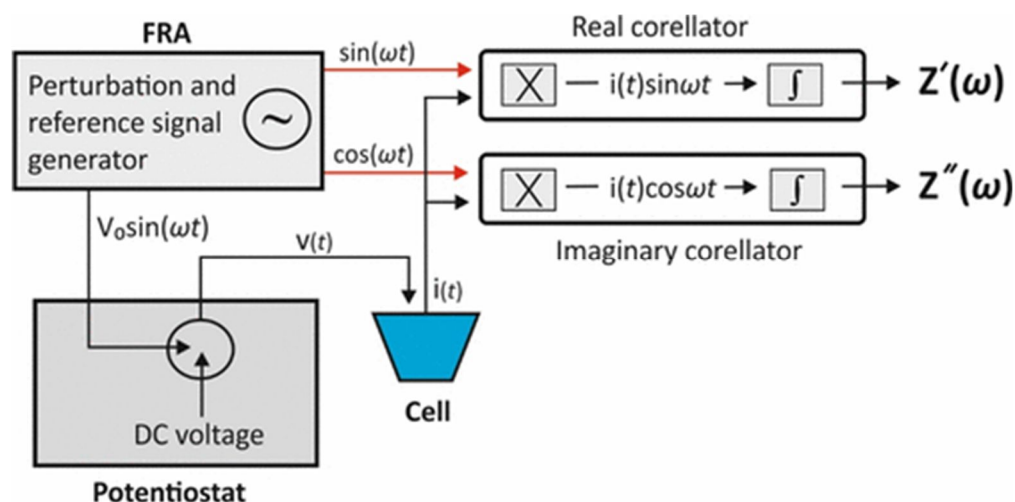 FRA
Perturbation and
reference signal
generator
~
sin(ωt)
cos(ωt)
Real corellator
X i(t)sinωt ∫
Z′(ω)
X i(t)cosωt ∫
Z″(ω)
Imaginary corellator
V₀sin(ωt)
v(t)
i(t)
Cell
DC voltage
Potentiostat